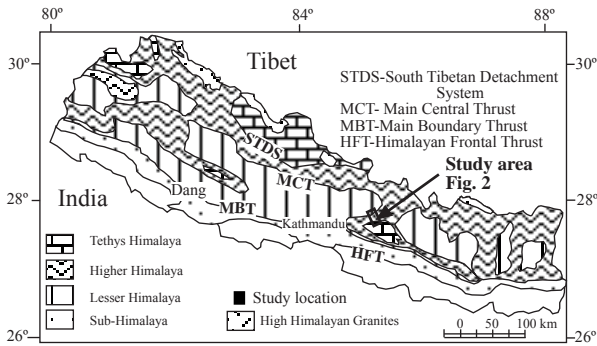 80º 84º 88º
30º 30º
Tibet
STDS-South Tibetan Detachment
System
MCT- Main Central Thrust
MBT-Main Boundary Thrust
HFT-Himalayan Frontal Thrust
STDS
Study area
Fig. 2
MCT
28º 28º
India
Dang
MBT
Kathmandu
HFT
Tethys Himalaya
Higher Himalaya
Lesser Himalaya
Sub-Himalaya
Study location
High Himalayan Granites
0 50 100 km
26º 26º